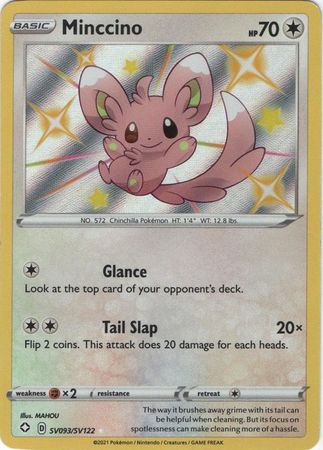 BASIC Minccino HP 70
NO. 572 Chinchilla Pokémon HT: 1'4" WT: 12.8 lbs.
Glance
Look at the top card of your opponent's deck.
Tail Slap 20×
Flip 2 coins. This attack does 20 damage for each heads.
weakness ×2 resistance retreat
Illus. MAHOU
D SV093/SV122
The way it brushes away grime with its tail can
be helpful when cleaning. But its focus on
spotlessness can make cleaning more of a hassle.
©2021 Pokémon / Nintendo / Creatures / GAME FREAK